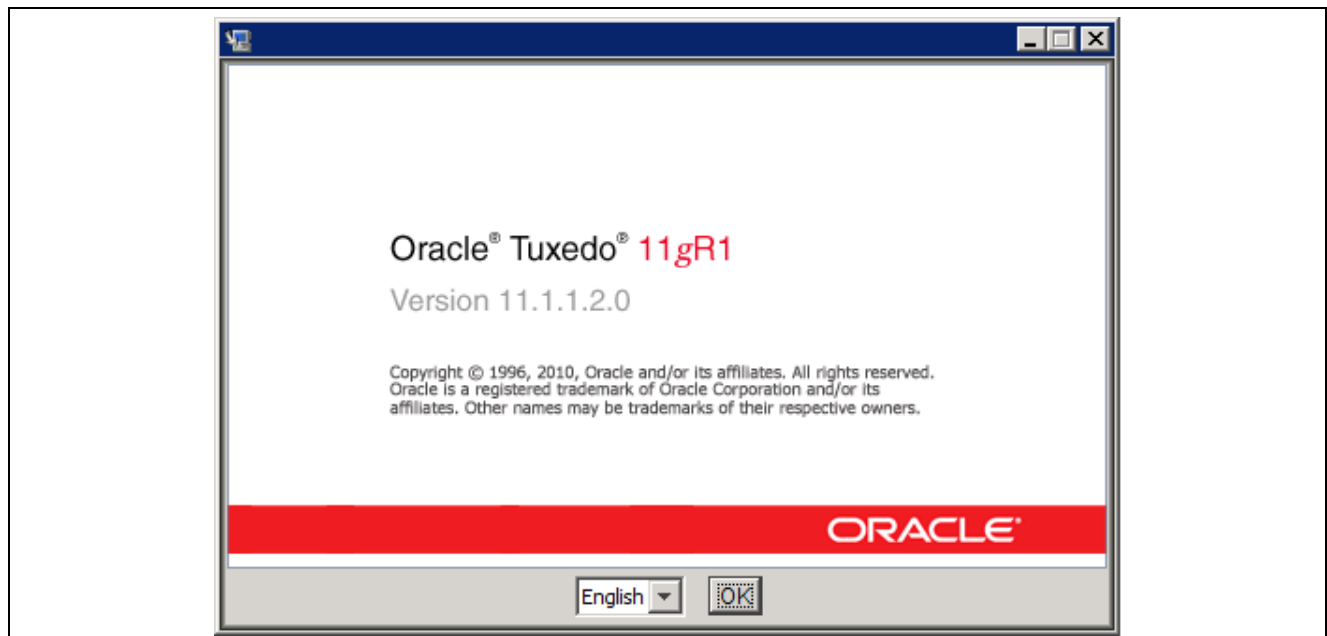 Oracle® Tuxedo® 11gR1
Version 11.1.1.2.0
Copyright © 1996, 2010, Oracle and/or its affiliates. All rights reserved.
Oracle is a registered trademark of Oracle Corporation and/or its
affiliates. Other names may be trademarks of their respective owners.
ORACLE®
English OK